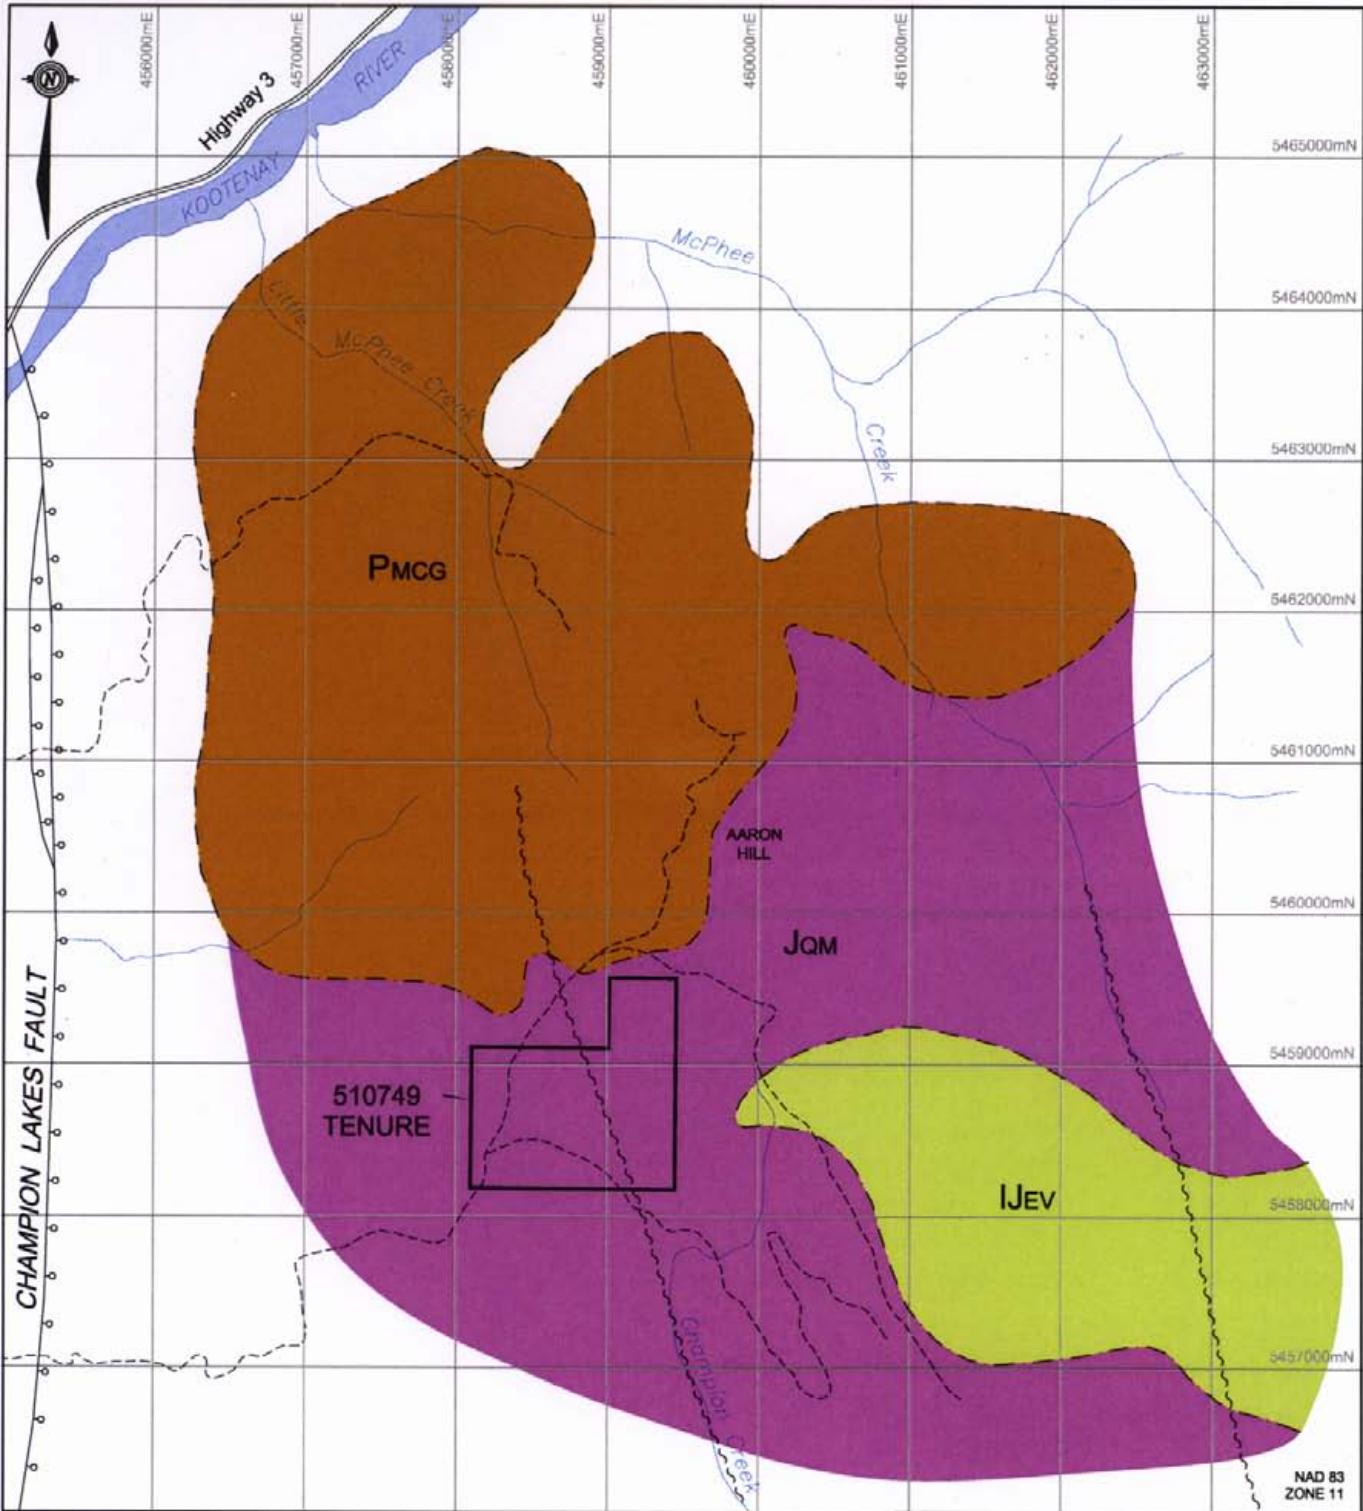 N
456000mE
457000mE
458000mE
459000mE
460000mE
461000mE
462000mE
463000mE
Highway 3
KOOTENAY RIVER
5465000mN
McPhee
5464000mN
Little
McPhee Creek
Creek
5463000mN
PMCG
5462000mN
5461000mN
AARON
HILL
5460000mN
JQM
CHAMPION LAKES FAULT
5459000mN
510749
TENURE
IJEV
5458000mN
5457000mN
Champion Creek
NAD 83
ZONE 11